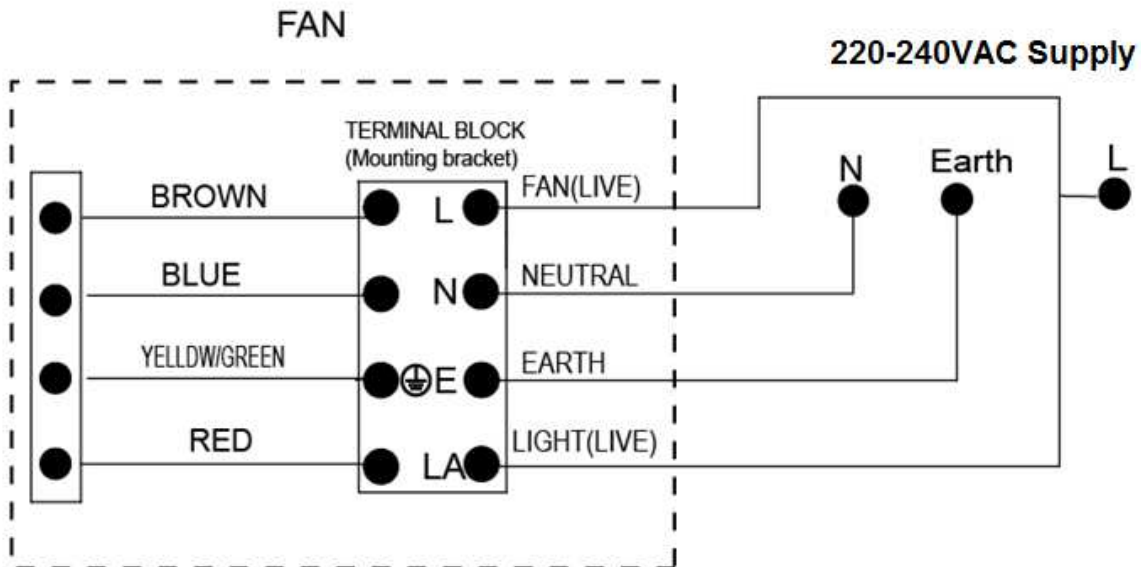 FAN
220-240VAC Supply
TERMINAL BLOCK
(Mounting bracket)
BROWN
L
FAN(LIVE)
N
Earth
L
BLUE
N
NEUTRAL
YELLDW/GREEN
E
EARTH
RED
LA
LIGHT(LIVE)